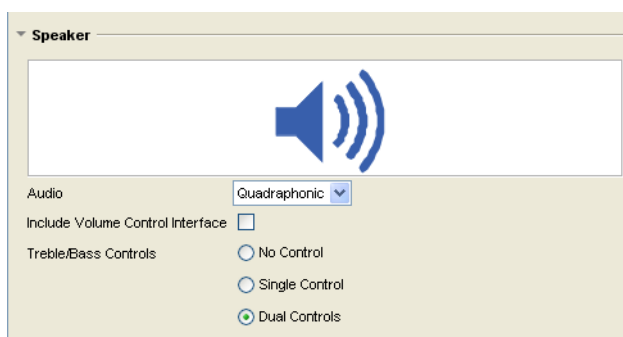 Speaker
Audio Quadraphonic
Include Volume Control Interface
Treble/Bass Controls No Control
Single Control
Dual Controls